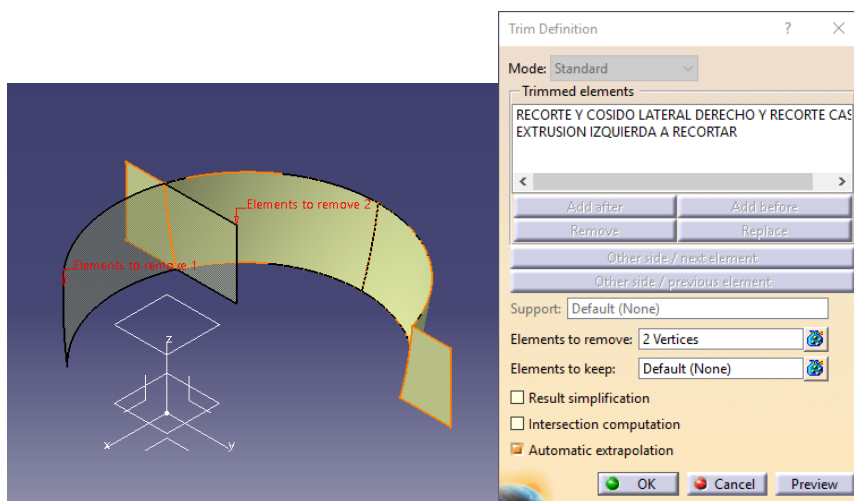 Trim Definition
Mode: Standard
Trimmed elements
RECORTE Y COSIDO LATERAL DERECHO Y RECORTE CAS
EXTRUSION IZQUIERDA A RECORTAR
Add after
Add before
Remove
Replace
Other side / next element
Other side / previous element
Support: Default (None)
Elements to remove: 2 Vertices
Elements to keep: Default (None)
Result simplification
Intersection computation
Automatic extrapolation
OK
Cancel
Preview
Elements to remove 2
Elements to remove 1
z
x
y